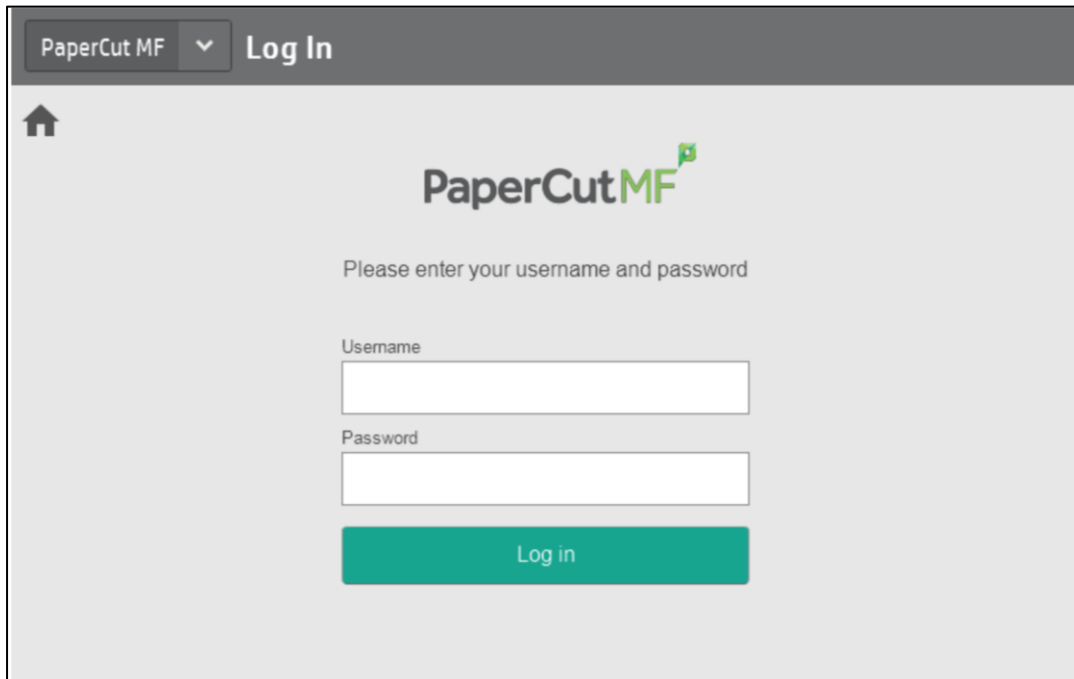 PaperCut MF Log In
PaperCutMF
Please enter your username and password
Username
Password
Log in